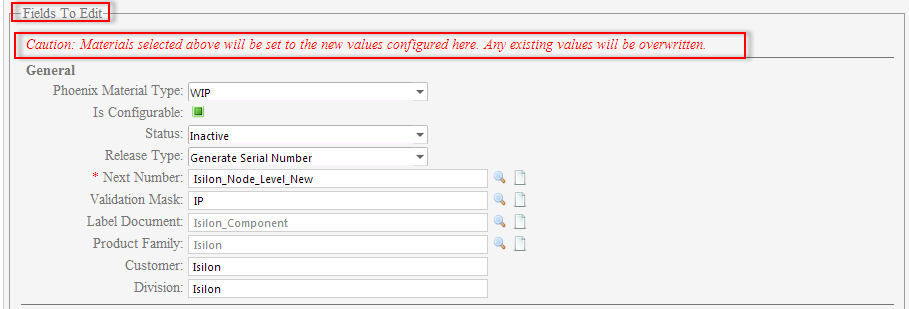 Fields To Edit
Caution: Materials selected above will be set to the new values configured here. Any existing values will be overwritten.
General
Phoenix Material Type: WIP
Is Configurable:
Status: Inactive
Release Type: Generate Serial Number
* Next Number: Isilon_Node_Level_New
Validation Mask: IP
Label Document: Isilon_Component
Product Family: Isilon
Customer: Isilon
Division: Isilon